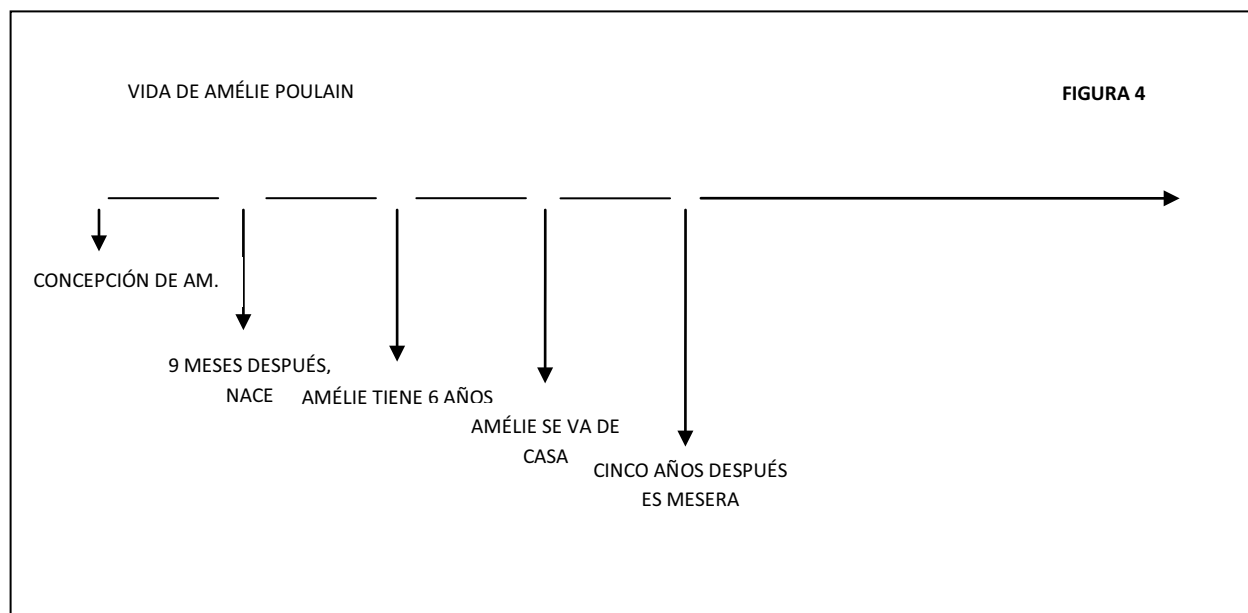 VIDA DE AMÉLIE POULAIN
FIGURA 4
CONCEPCIÓN DE AM.
9 MESES DESPUÉS,
NACE
AMÉLIE TIENE 6 AÑOS
AMÉLIE SE VA DE
CASA
CINCO AÑOS DESPUÉS
ES MESERA